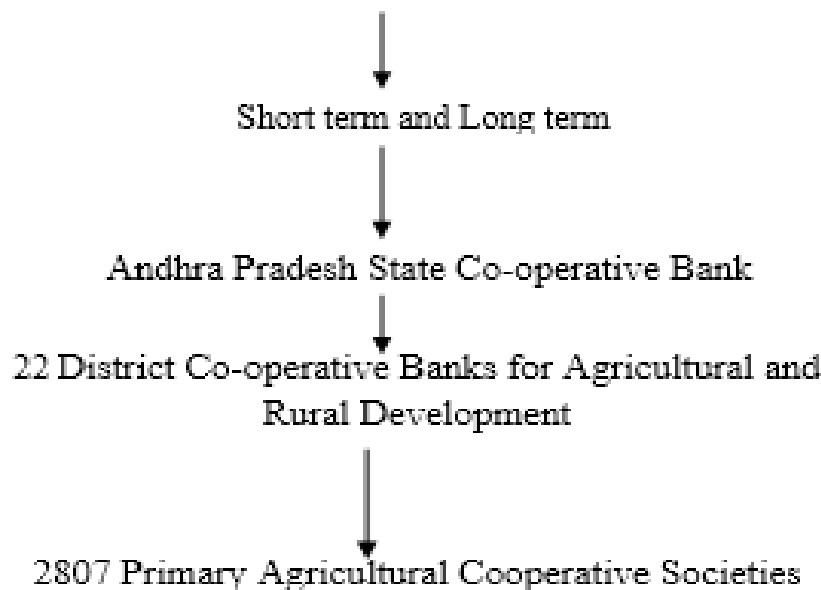 Short term and Long term
Andhra Pradesh State Co-operative Bank
22 District Co-operative Banks for Agricultural and
Rural Development
2807 Primary Agricultural Cooperative Societies